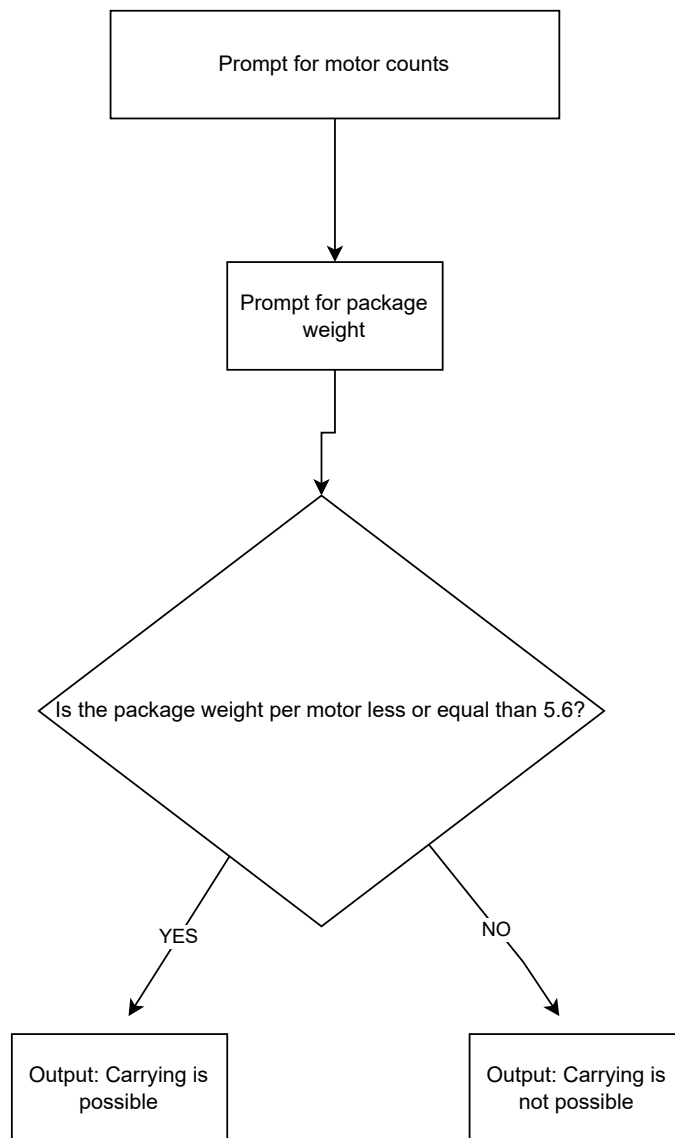 Prompt for motor counts
Prompt for package
weight
Is the package weight per motor less or equal than 5.6?
YES
NO
Output: Carrying is
possible
Output: Carrying is
not possible